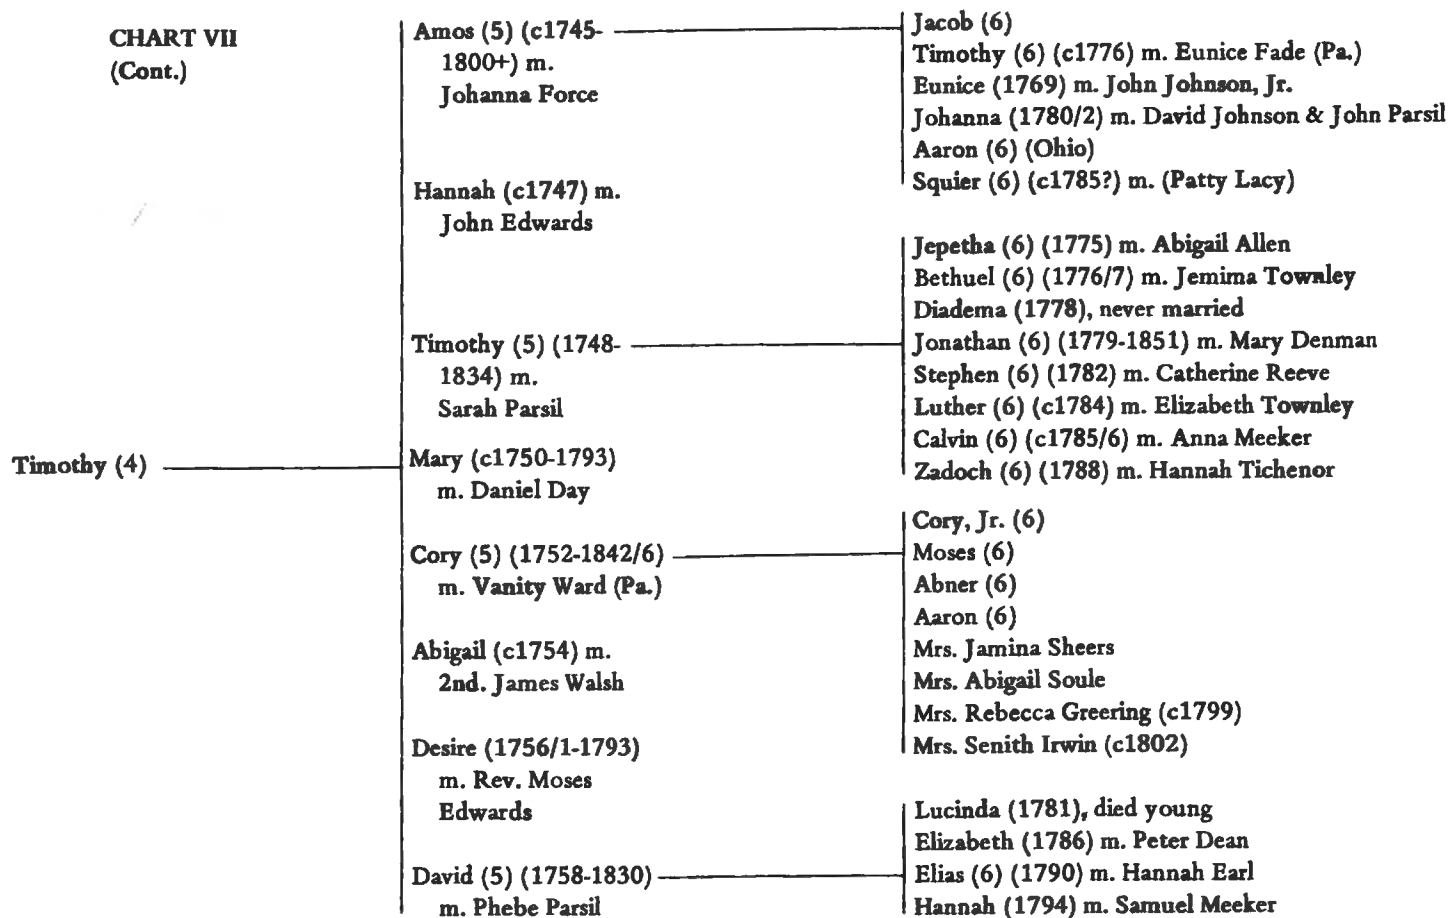 CHART VII
(Cont.)
Timothy (4)
Amos (5) (c1745-
1800+) m.
Johanna Force
Hannah (c1747) m.
John Edwards
Timothy (5) (1748-
1834) m.
Sarah Parsil
Mary (c1750-1793)
m. Daniel Day
Cory (5) (1752-1842/6)
m. Vanity Ward (Pa.)
Abigail (c1754) m.
2nd. James Walsh
Desire (1756/1-1793)
m. Rev. Moses
Edwards
David (5) (1758-1830)
m. Phebe Parsil
Jacob (6)
Timothy (6) (c1776) m. Eunice Fade (Pa.)
Eunice (1769) m. John Johnson, Jr.
Johanna (1780/2) m. David Johnson & John Parsil
Aaron (6) (Ohio)
Squier (6) (c1785?) m. (Patty Lacy)
Jepetha (6) (1775) m. Abigail Allen
Bethuel (6) (1776/7) m. Jemima Townley
Diadema (1778), never married
Jonathan (6) (1779-1851) m. Mary Denman
Stephen (6) (1782) m. Catherine Reeve
Luther (6) (c1784) m. Elizabeth Townley
Calvin (6) (c1785/6) m. Anna Meeker
Zadoch (6) (1788) m. Hannah Tichenor
Cory, Jr. (6)
Moses (6)
Abner (6)
Aaron (6)
Mrs. Jamina Sheers
Mrs. Abigail Soule
Mrs. Rebecca Greering (c1799)
Mrs. Senith Irwin (c1802)
Lucinda (1781), died young
Elizabeth (1786) m. Peter Dean
Elias (6) (1790) m. Hannah Earl
Hannah (1794) m. Samuel Meeker